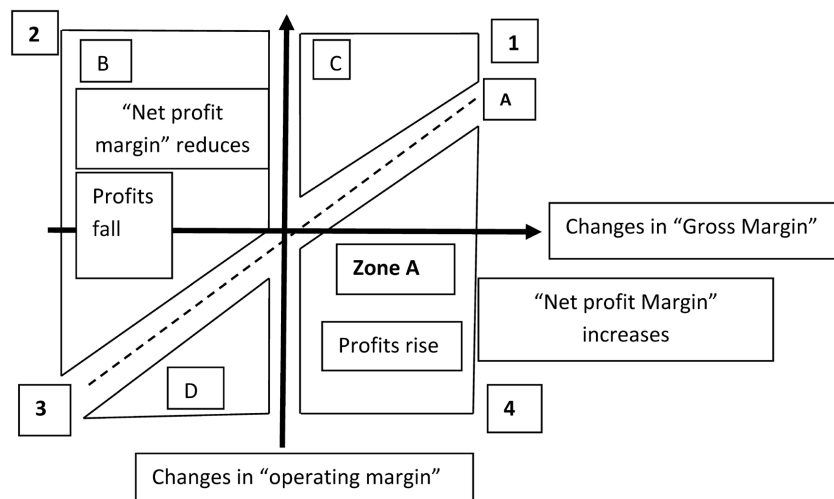 2
1
B
C
A
“Net profit
margin” reduces
Profits
fall
Changes in “Gross Margin”
Zone A
“Net profit Margin”
increases
Profits rise
3
D
4
Changes in “operating margin”